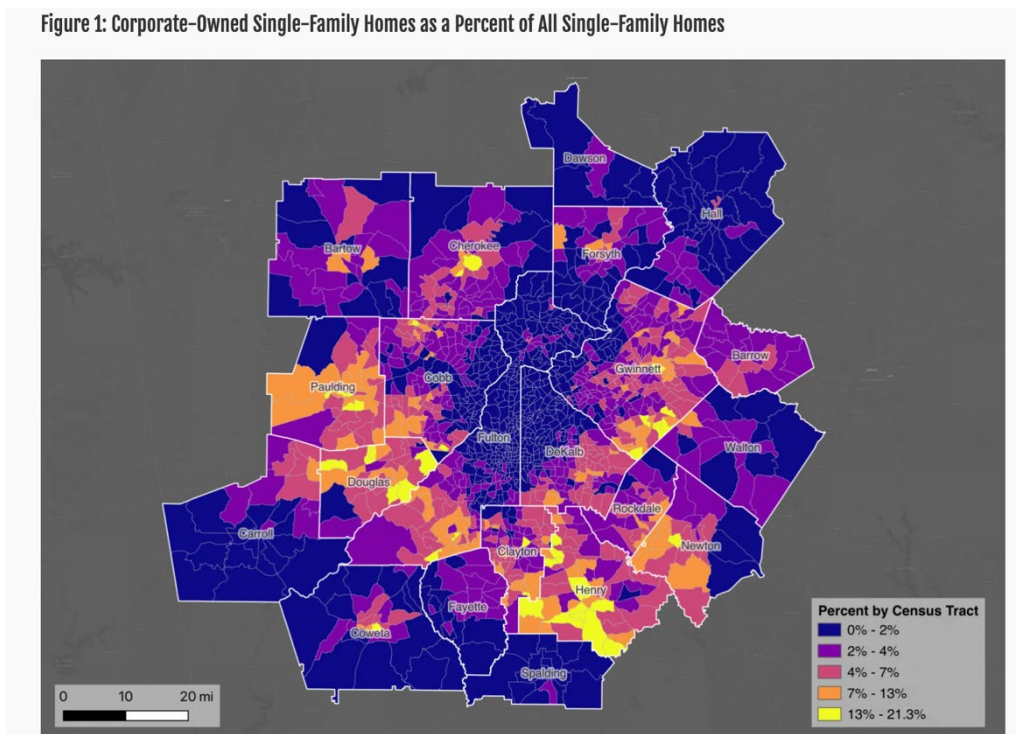 Figure 1: Corporate-Owned Single-Family Homes as a Percent of All Single-Family Homes
Dawson
Hall
Bartow
Cherokee
Forsyth
Barrow
Gwinnett
Paulding
Cobb
Fulton
DeKalb
Walton
Douglas
Rockdale
Carroll
Clayton
Newton
Henry
Fayette
Coweta
Spalding
Percent by Census Tract
0% - 2%
2% - 4%
4% - 7%
7% - 13%
13% - 21.3%
0 10 20 mi